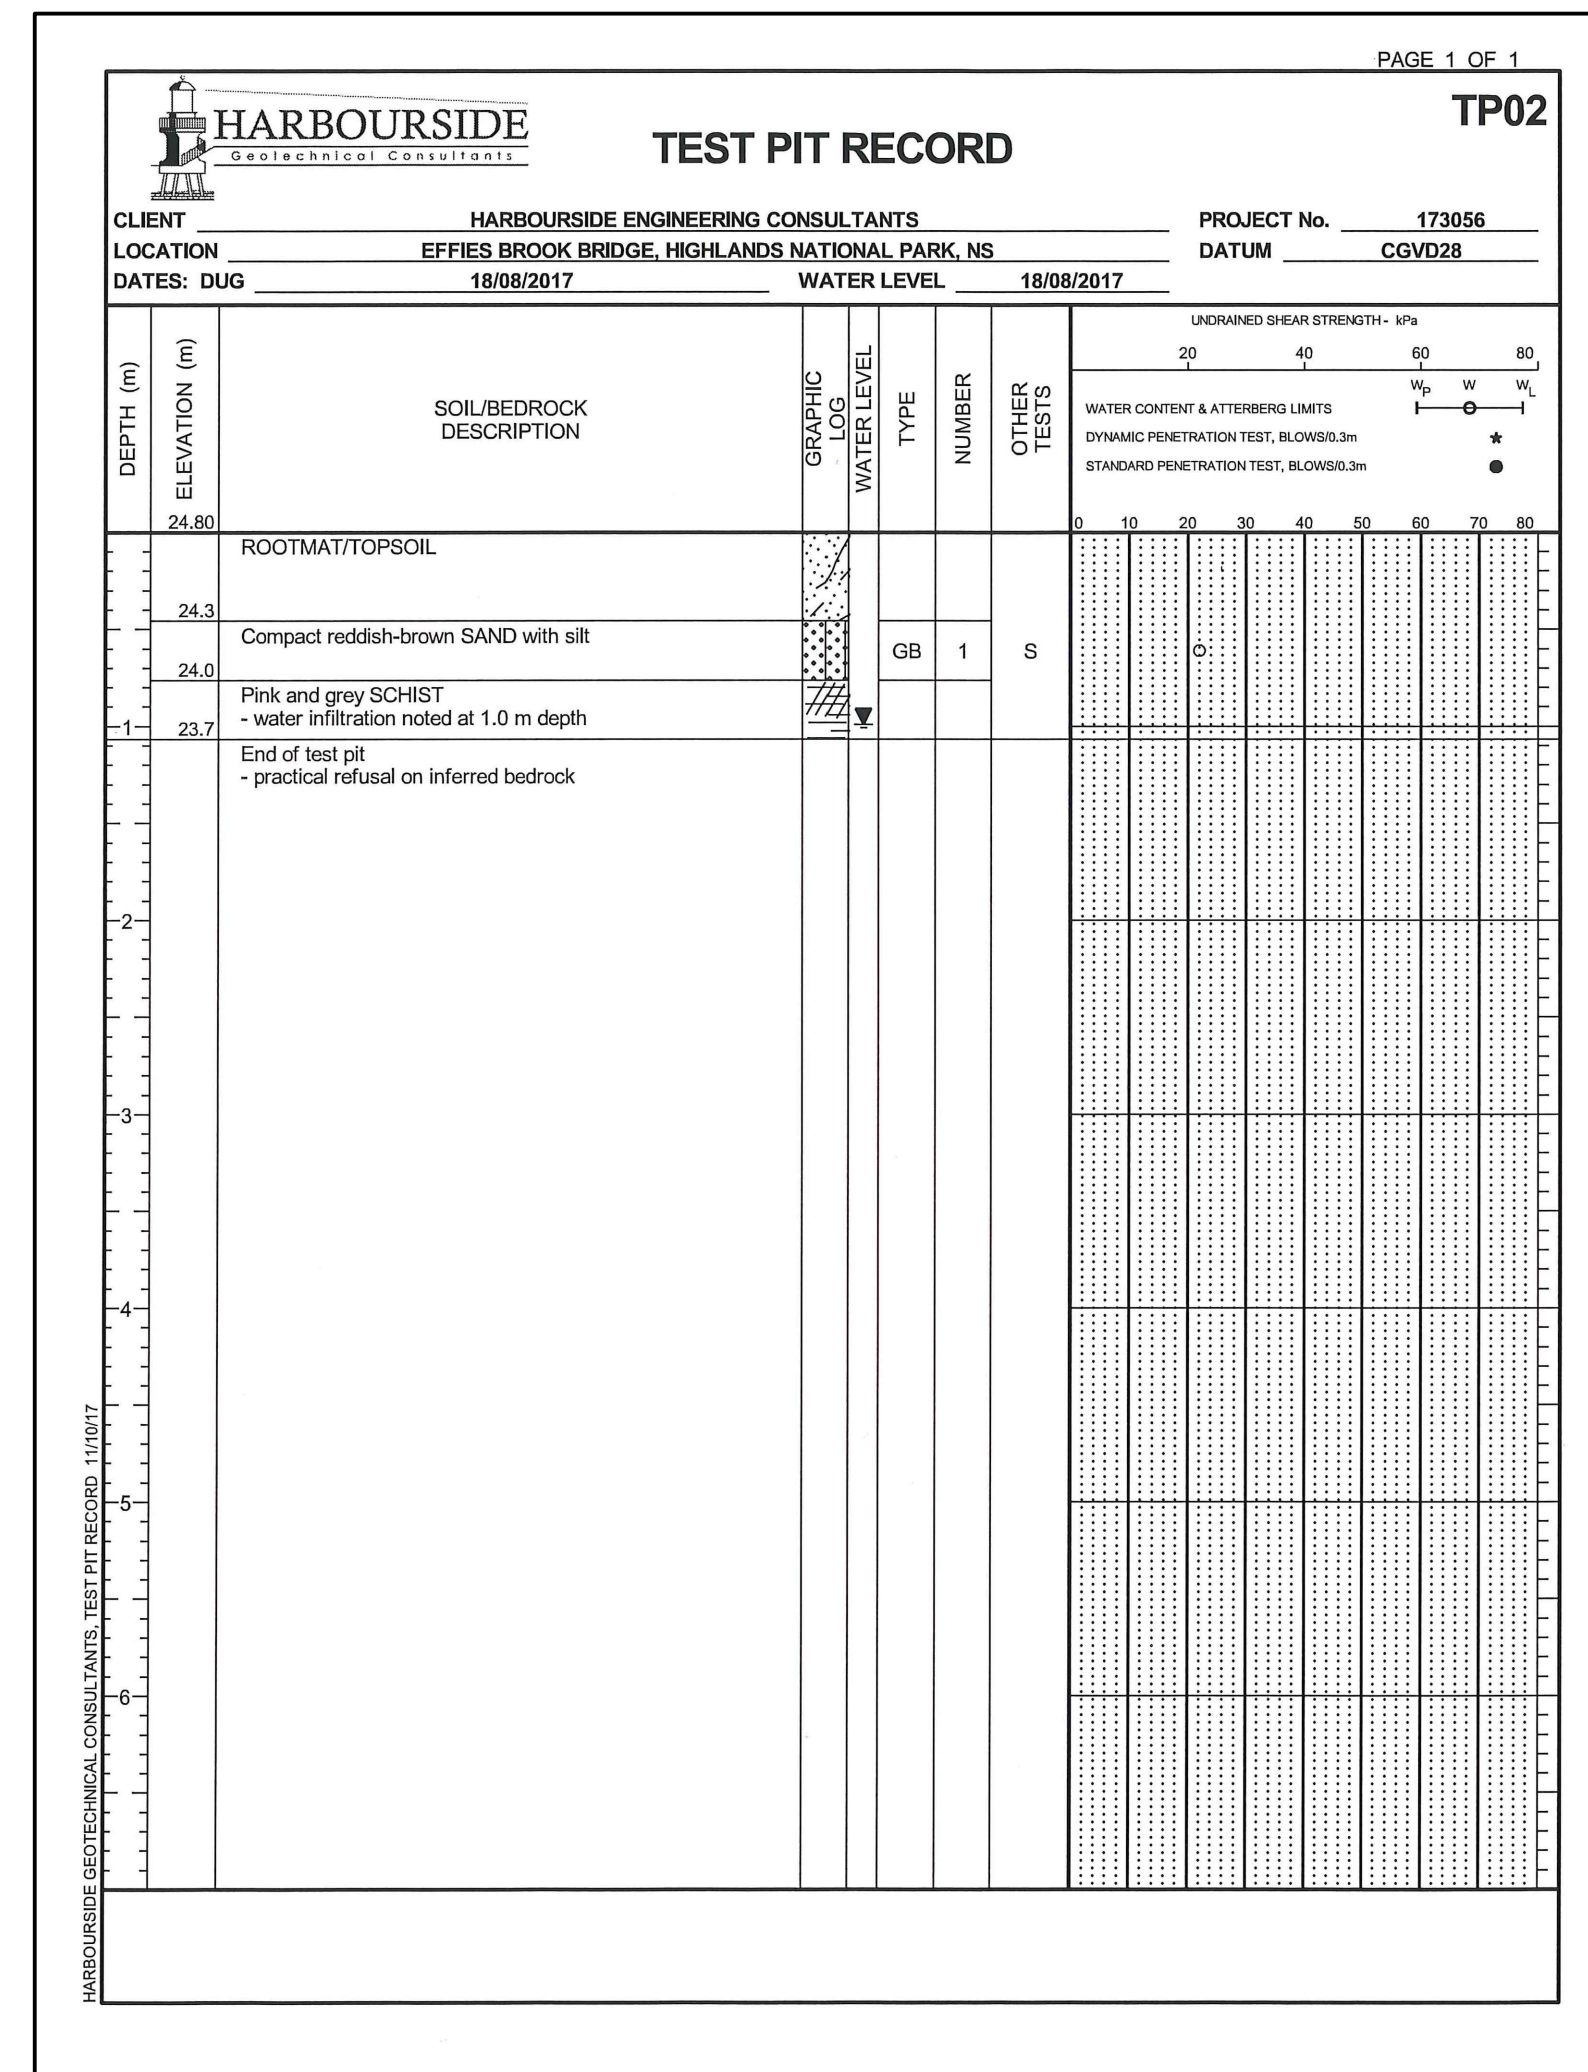 PAGE 1 OF 1
TP02
HARBOURSIDE
Geotechnical Consultants
TEST PIT RECORD
CLIENT HARBOURSIDE ENGINEERING CONSULTANTS PROJECT No. 173056
LOCATION EFFIES BROOK BRIDGE, HIGHLANDS NATIONAL PARK, NS DATUM CGVD28
DATES: DUG 18/08/2017 WATER LEVEL 18/08/2017
DEPTH (m)
ELEVATION (m)
SOIL/BEDROCK
DESCRIPTION
GRAPHIC
LOG
WATER LEVEL
TYPE
NUMBER
OTHER
TESTS
UNDRAINED SHEAR STRENGTH - kPa
20 40 60 80
WP W WL
WATER CONTENT & ATTERBERG LIMITS
DYNAMIC PENETRATION TEST, BLOWS/0.3m
STANDARD PENETRATION TEST, BLOWS/0.3m
24.80
0 10 20 30 40 50 60 70 80
ROOTMAT/TOPSOIL
24.3
Compact reddish-brown SAND with silt
GB 1 S
24.0
Pink and grey SCHIST
- water infiltration noted at 1.0 m depth
1
23.7
End of test pit
- practical refusal on inferred bedrock
2
3
4
5
6
HARBOURSIDE GEOTECHNICAL CONSULTANTS, TEST PIT RECORD 11/10/17